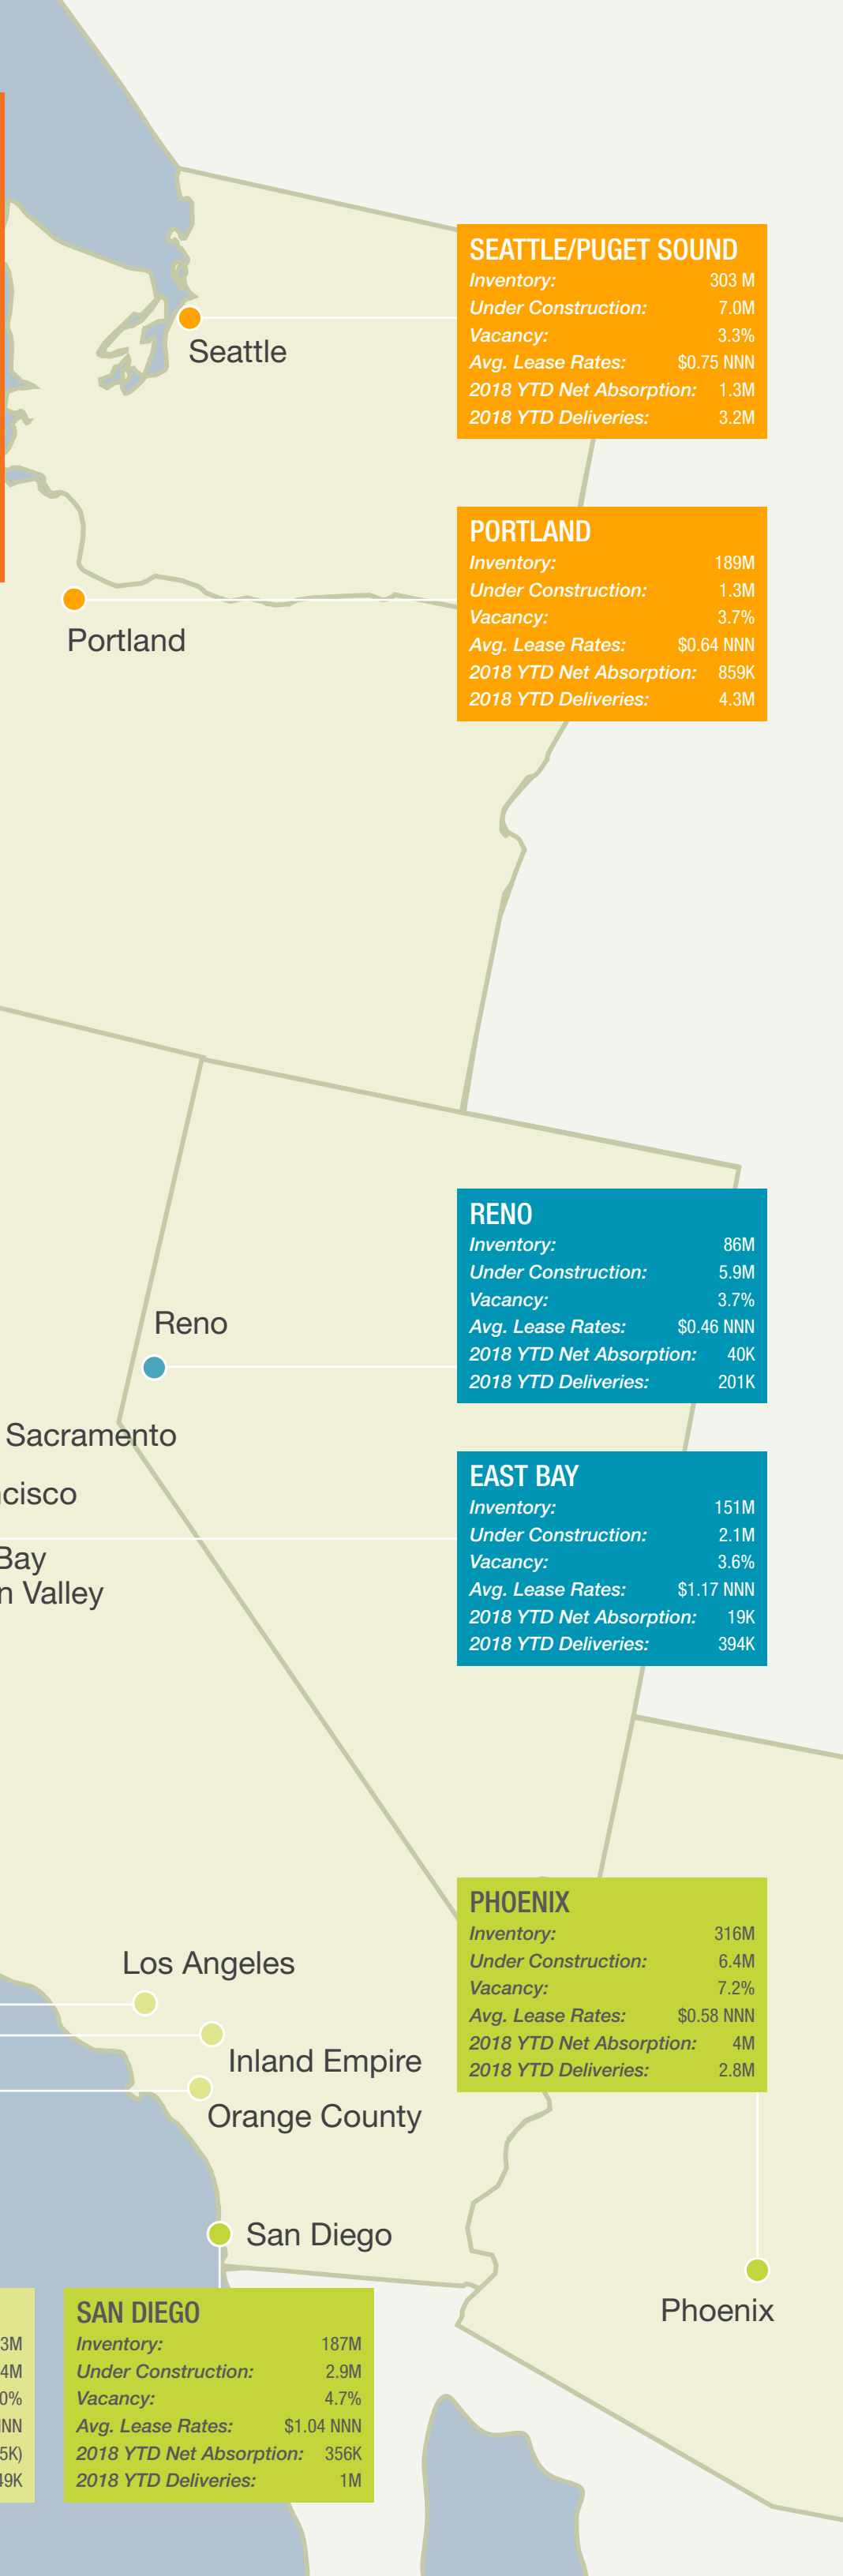 SEATTLE/PUGET SOUND
Inventory: 303 M
Under Construction: 7.0M
Vacancy: 3.3%
Avg. Lease Rates: $0.75 NNN
2018 YTD Net Absorption: 1.3M
2018 YTD Deliveries: 3.2M
Seattle
PORTLAND
Inventory: 189M
Under Construction: 1.3M
Vacancy: 3.7%
Avg. Lease Rates: $0.64 NNN
2018 YTD Net Absorption: 859K
2018 YTD Deliveries: 4.3M
Portland
RENO
Inventory: 86M
Under Construction: 5.9M
Vacancy: 3.7%
Avg. Lease Rates: $0.46 NNN
2018 YTD Net Absorption: 40K
2018 YTD Deliveries: 201K
Reno
Sacramento
cisco
Bay
n Valley
EAST BAY
Inventory: 151M
Under Construction: 2.1M
Vacancy: 3.6%
Avg. Lease Rates: $1.17 NNN
2018 YTD Net Absorption: 19K
2018 YTD Deliveries: 394K
PHOENIX
Inventory: 316M
Under Construction: 6.4M
Vacancy: 7.2%
Avg. Lease Rates: $0.58 NNN
2018 YTD Net Absorption: 4M
2018 YTD Deliveries: 2.8M
Los Angeles
Inland Empire
Orange County
San Diego
Phoenix
3M
4M
0%
NN
5K)
49K
SAN DIEGO
Inventory: 187M
Under Construction: 2.9M
Vacancy: 4.7%
Avg. Lease Rates: $1.04 NNN
2018 YTD Net Absorption: 356K
2018 YTD Deliveries: 1M